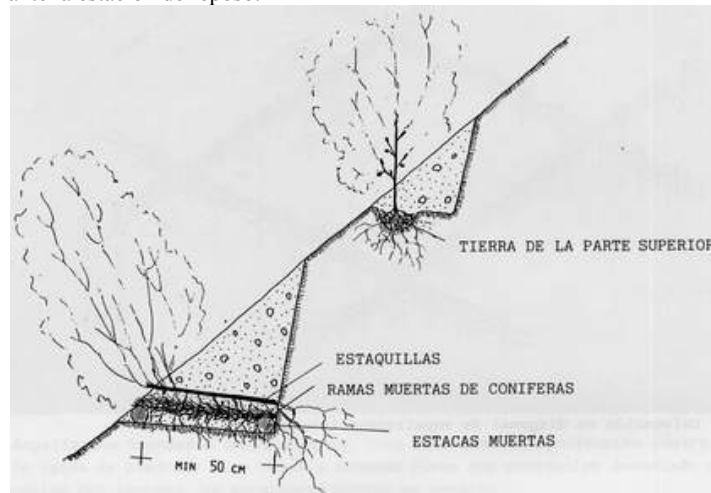 TIERRA DE LA PARTE SUPERIOR
ESTAQUILLAS
RAMAS MUERTAS DE CONIFERAS
ESTACAS MUERTAS
MIN 50 CM